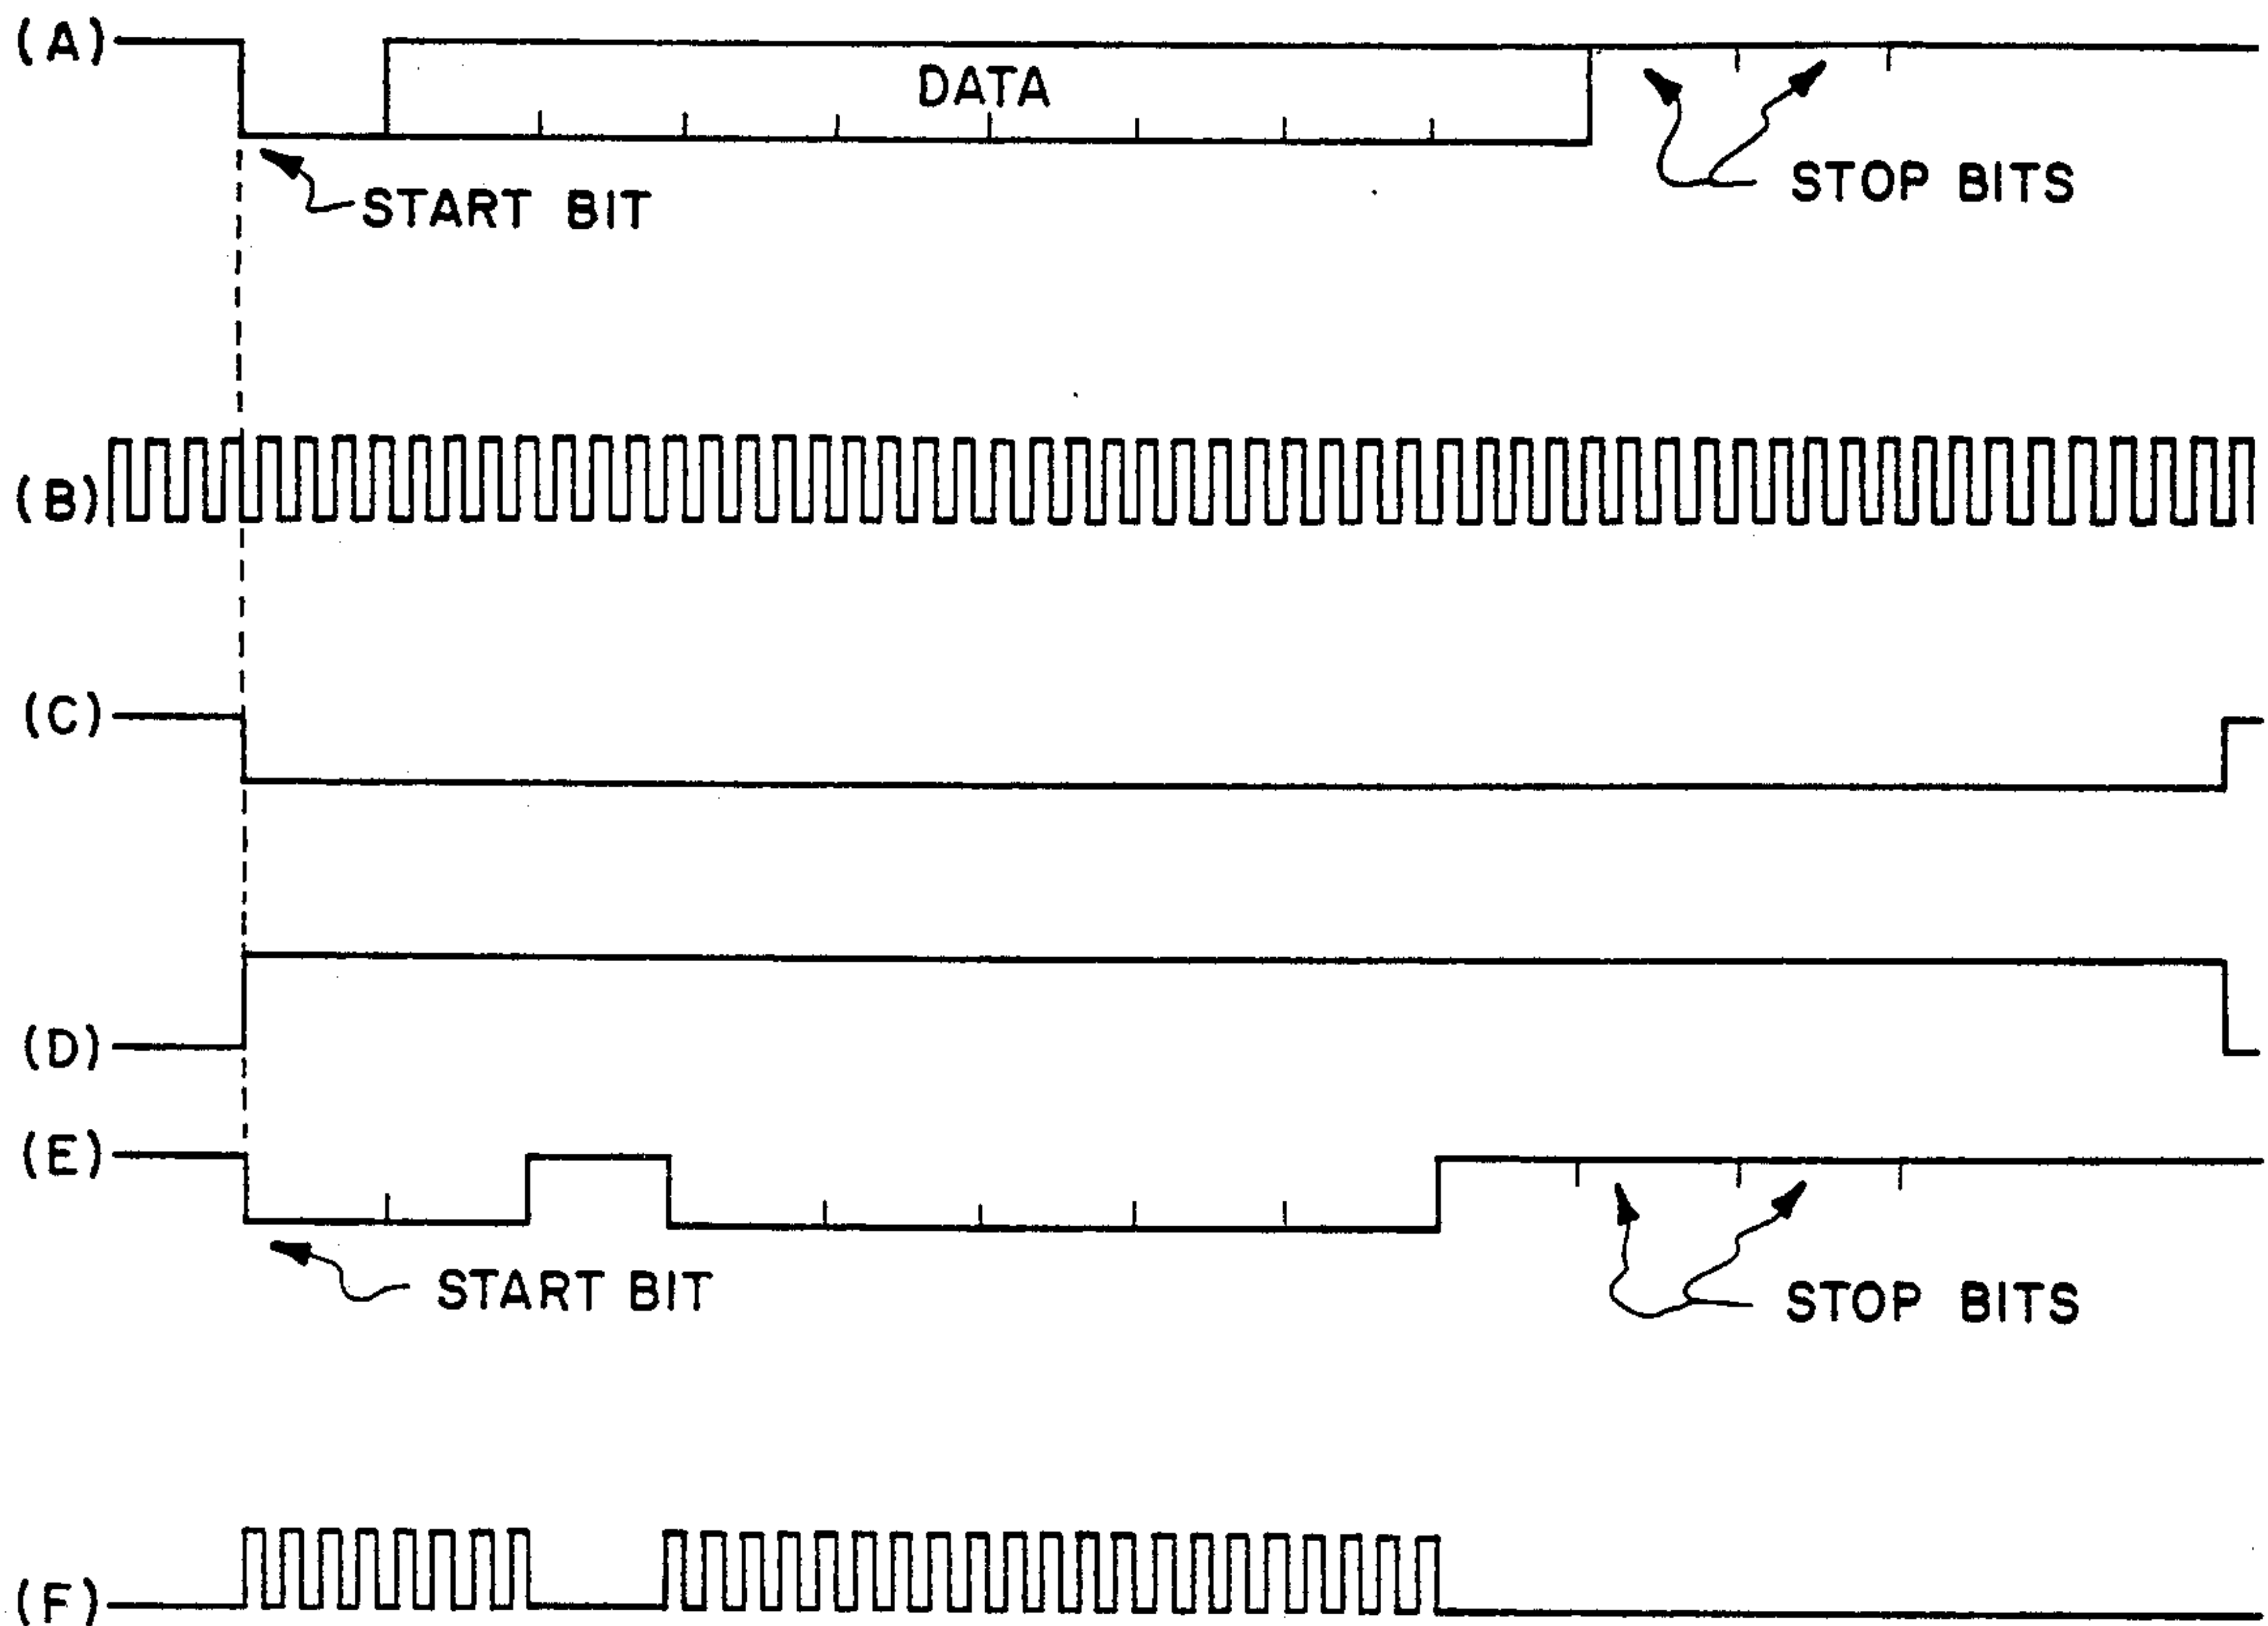 (A)
DATA
START BIT
STOP BITS
(B)
(C)
(D)
(E)
START BIT
STOP BITS
(F)